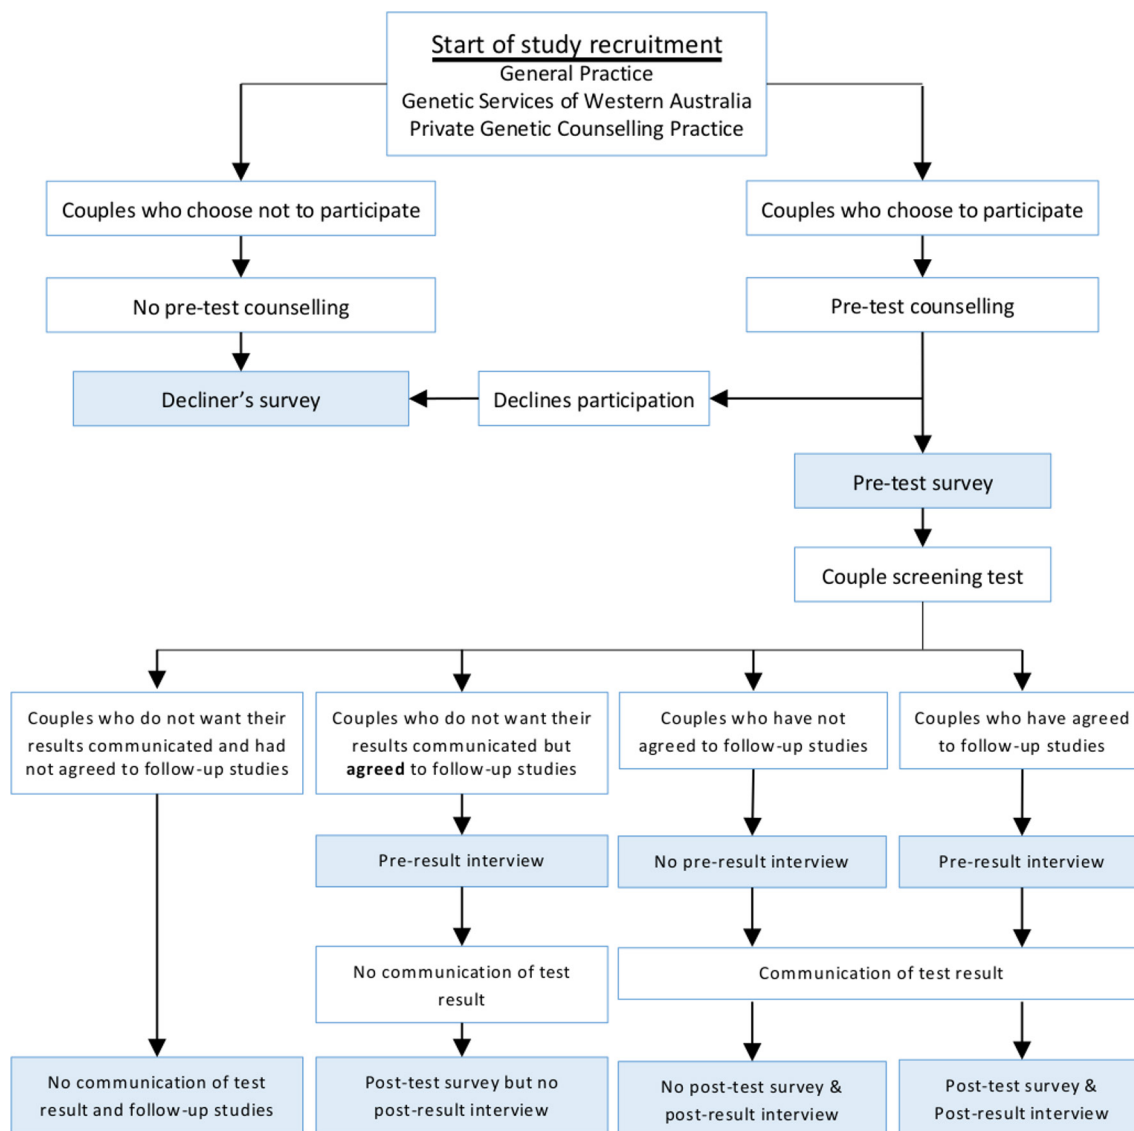 Start of study recruitment
General Practice
Genetic Services of Western Australia
Private Genetic Counselling Practice
Couples who choose not to participate
Couples who choose to participate
No pre-test counselling
Pre-test counselling
Decliner’s survey
Declines participation
Pre-test survey
Couple screening test
Couples who do not want their
results communicated and had
not agreed to follow-up studies
Couples who do not want their
results communicated but
agreed to follow-up studies
Couples who have not
agreed to follow-up studies
Couples who have agreed
to follow-up studies
Pre-result interview
No pre-result interview
Pre-result interview
No communication of test
result
Communication of test result
No communication of test
result and follow-up studies
Post-test survey but no
post-result interview
No post-test survey &
post-result interview
Post-test survey &
Post-result interview